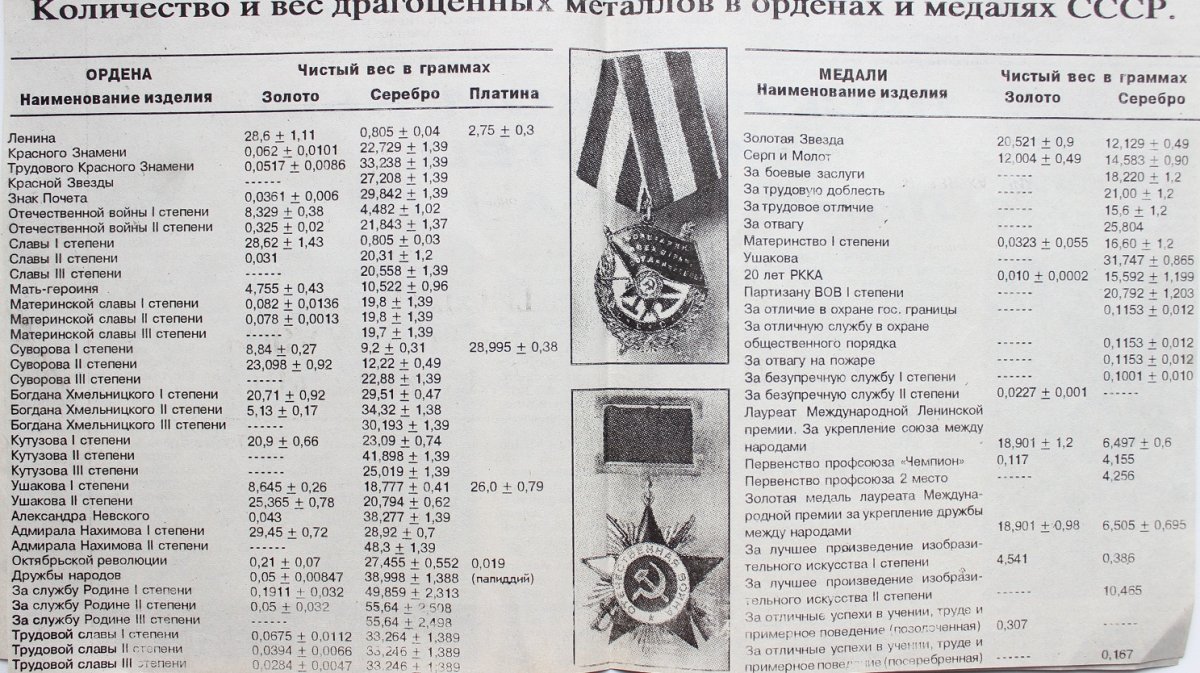 Количество и вес драгоценных металлов в орденах и медалях СССР.
ОРДЕНА Чистый вес в граммах
Наименование изделия Золото Серебро Платина
Ленина 28,6 ± 1,11 0,805 ± 0,04 2,75 ± 0,3
Красного Знамени 0,062 ± 0,0101 22,729 ± 1,39
Трудового Красного Знамени 0,0517 ± 0,0086 33,238 ± 1,39
Красной Звезды ------ 27,208 ± 1,39
Знак Почета 0,0361 ± 0,006 29,842 ± 1,39
Отечественной войны I степени 8,329 ± 0,38 4,482 ± 1,02
Отечественной войны II степени 0,325 ± 0,02 21,843 ± 1,37
Славы I степени 28,62 ± 1,43 0,805 ± 0,03
Славы II степени 0,031 20,31 ± 1,2
Славы III степени ------ 20,558 ± 1,39
Мать-героиня 4,755 ± 0,43 10,522 ± 0,96
Материнской славы I степени 0,082 ± 0,0136 19,8 ± 1,39
Материнской славы II степени 0,078 ± 0,0013 19,8 ± 1,39
Материнской славы III степени ------ 19,7 ± 1,39
Суворова I степени 8,84 ± 0,27 9,2 ± 0,31 28,995 ± 0,38
Суворова II степени 23,098 ± 0,92 12,22 ± 0,49
Суворова III степени ------ 22,88 ± 1,39
Богдана Хмельницкого I степени 20,71 ± 0,92 29,51 ± 0,47
Богдана Хмельницкого II степени 5,13 ± 0,17 34,32 ± 1,38
Богдана Хмельницкого III степени ------ 30,193 ± 1,39
Кутузова I степени 20,9 ± 0,66 23,09 ± 0,74
Кутузова II степени ------ 41,898 ± 1,39
Кутузова III степени ------ 25,019 ± 1,39
Ушакова I степени 8,645 ± 0,26 18,777 ± 0,41 26,0 ± 0,79
Ушакова II степени 25,365 ± 0,78 20,794 ± 0,62
Александра Невского 0,043 38,277 ± 1,39
Адмирала Нахимова I степени 29,45 ± 0,72 28,92 ± 0,7
Адмирала Нахимова II степени ------ 48,3 ± 1,39
Октябрьской революции 0,21 ± 0,07 27,455 ± 0,552 0,019
Дружбы народов 0,05 ± 0,00847 38,998 ± 1,388 (палиддий)
За службу Родине I степени 0,1911 ± 0,032 49,859 ± 2,313
За службу Родине II степени 0,05 ± 0,032 55,64 ± 2,508
За службу Родине III степени ------ 55,64 ± 2,498
Трудовой славы I степени 0,0675 ± 0,0112 33,264 ± 1,389
Трудовой славы II степени 0,0394 ± 0,0066 33,246 ± 1,389
Трудовой славы III степени 0,0284 ± 0,0047 33,246 ± 1,389
ОТЕЧЕСТВЕННАЯ ВОЙНА
МЕДАЛИ Чистый вес в граммах
Наименование изделия Золото Серебро
Золотая Звезда 20,521 ± 0,9 12,129 ± 0,49
Серп и Молот 12,004 ± 0,49 14,583 ± 0,90
За боевые заслуги ------ 18,220 ± 1,2
За трудовую доблесть ------ 21,00 ± 1,2
За трудовое отличие ------ 15,6 ± 1,2
За отвагу ------ 25,804
Материнство I степени 0,0323 ± 0,055 16,60 ± 1,2
Ушакова ------ 31,747 ± 0,865
20 лет РККА 0,010 ± 0,0002 15,592 ± 1,199
Партизану ВОВ I степени ------ 20,792 ± 1,203
За отличие в охране гос. границы ------ 0,1153 ± 0,012
За отличную службу в охране
общественного порядка ------ 0,1153 ± 0,012
За отвагу на пожаре ------ 0,1153 ± 0,012
За безупречную службу I степени ------ 0,1001 ± 0,010
За безупречную службу II степени 0,0227 ± 0,001 ------
Лауреат Международной Ленинской
премии. За укрепление союза между
народами 18,901 ± 1,2 6,497 ± 0,6
Первенство профсоюза «Чемпион» 0,117 4,155
Первенство профсоюза 2 место ------ 4,256
Золотая медаль лауреата Междуна-
родной премии за укрепление дружбы
между народами 18,901 ± 0,98 6,505 ± 0,695
За лучшее произведение изобрази-
тельного искусства I степени 4,541 0,386
За лучшее произведение изобрази-
тельного искусства II степени ------ 10,465
За отличные успехи в учении, труде и
примерное поведение (позолоченная) 0,307 ------
За отличные успехи в учении, труде и
примерное поведение (посеребренная) ------ 0,167